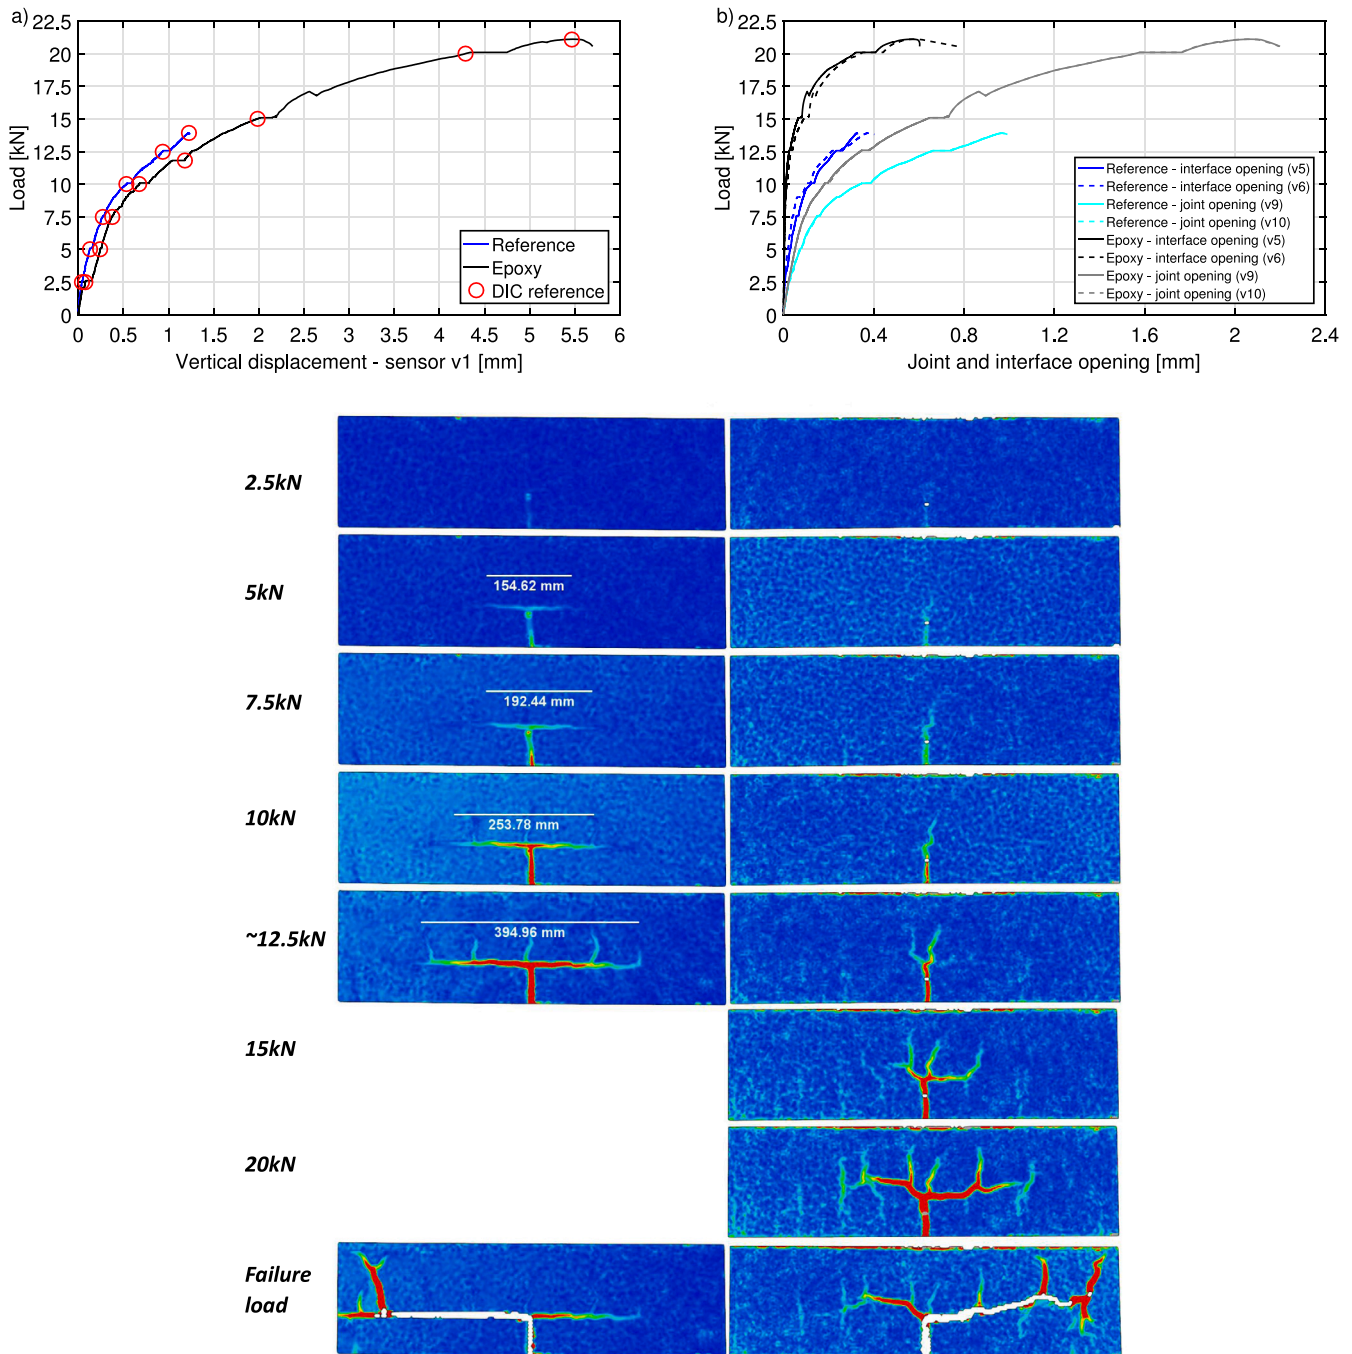 a)
22.5
20
17.5
15
12.5
10
7.5
5
2.5
0
Load [kN]
0 0.5 1 1.5 2 2.5 3 3.5 4 4.5 5 5.5 6
Vertical displacement - sensor v1 [mm]
Reference
Epoxy
DIC reference
b)
22.5
20
17.5
15
12.5
10
7.5
5
2.5
0
Load [kN]
0 0.4 0.8 1.2 1.6 2 2.4
Joint and interface opening [mm]
Reference - interface opening (v5)
Reference - interface opening (v6)
Reference - joint opening (v9)
Reference - joint opening (v10)
Epoxy - interface opening (v5)
Epoxy - interface opening (v6)
Epoxy - joint opening (v9)
Epoxy - joint opening (v10)
2.5kN
5kN
154.62 mm
7.5kN
192.44 mm
10kN
253.78 mm
~12.5kN
394.96 mm
15kN
20kN
Failure
load